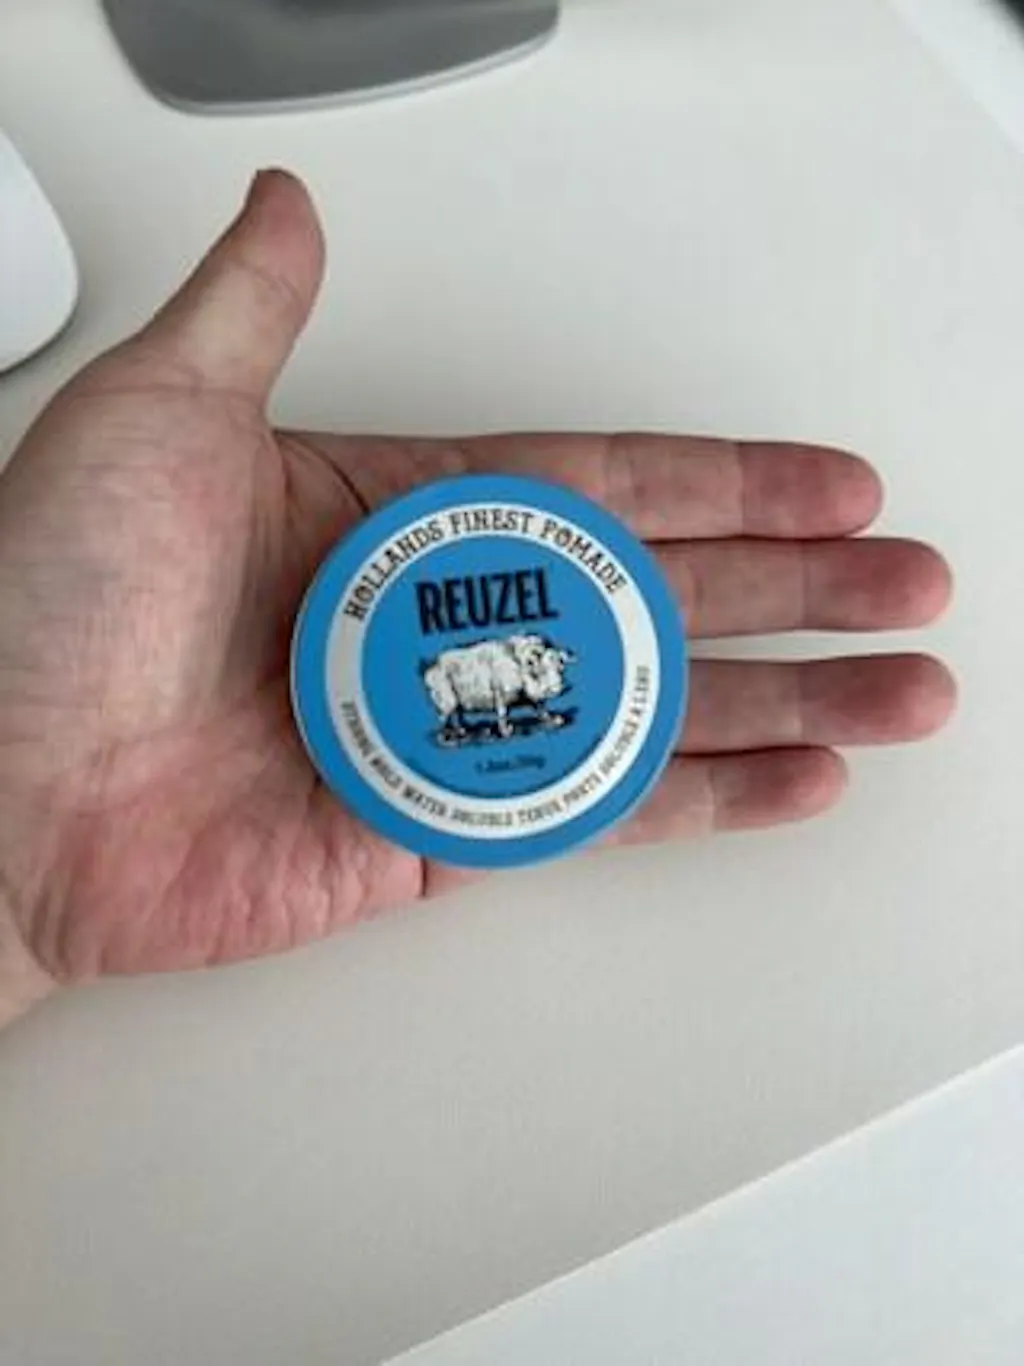 HOLLANDS FINEST POMADE
REUZEL
STRONG HOLD WATER SOLUBLE TENUE FORTE SOLUBLE À L'EAU